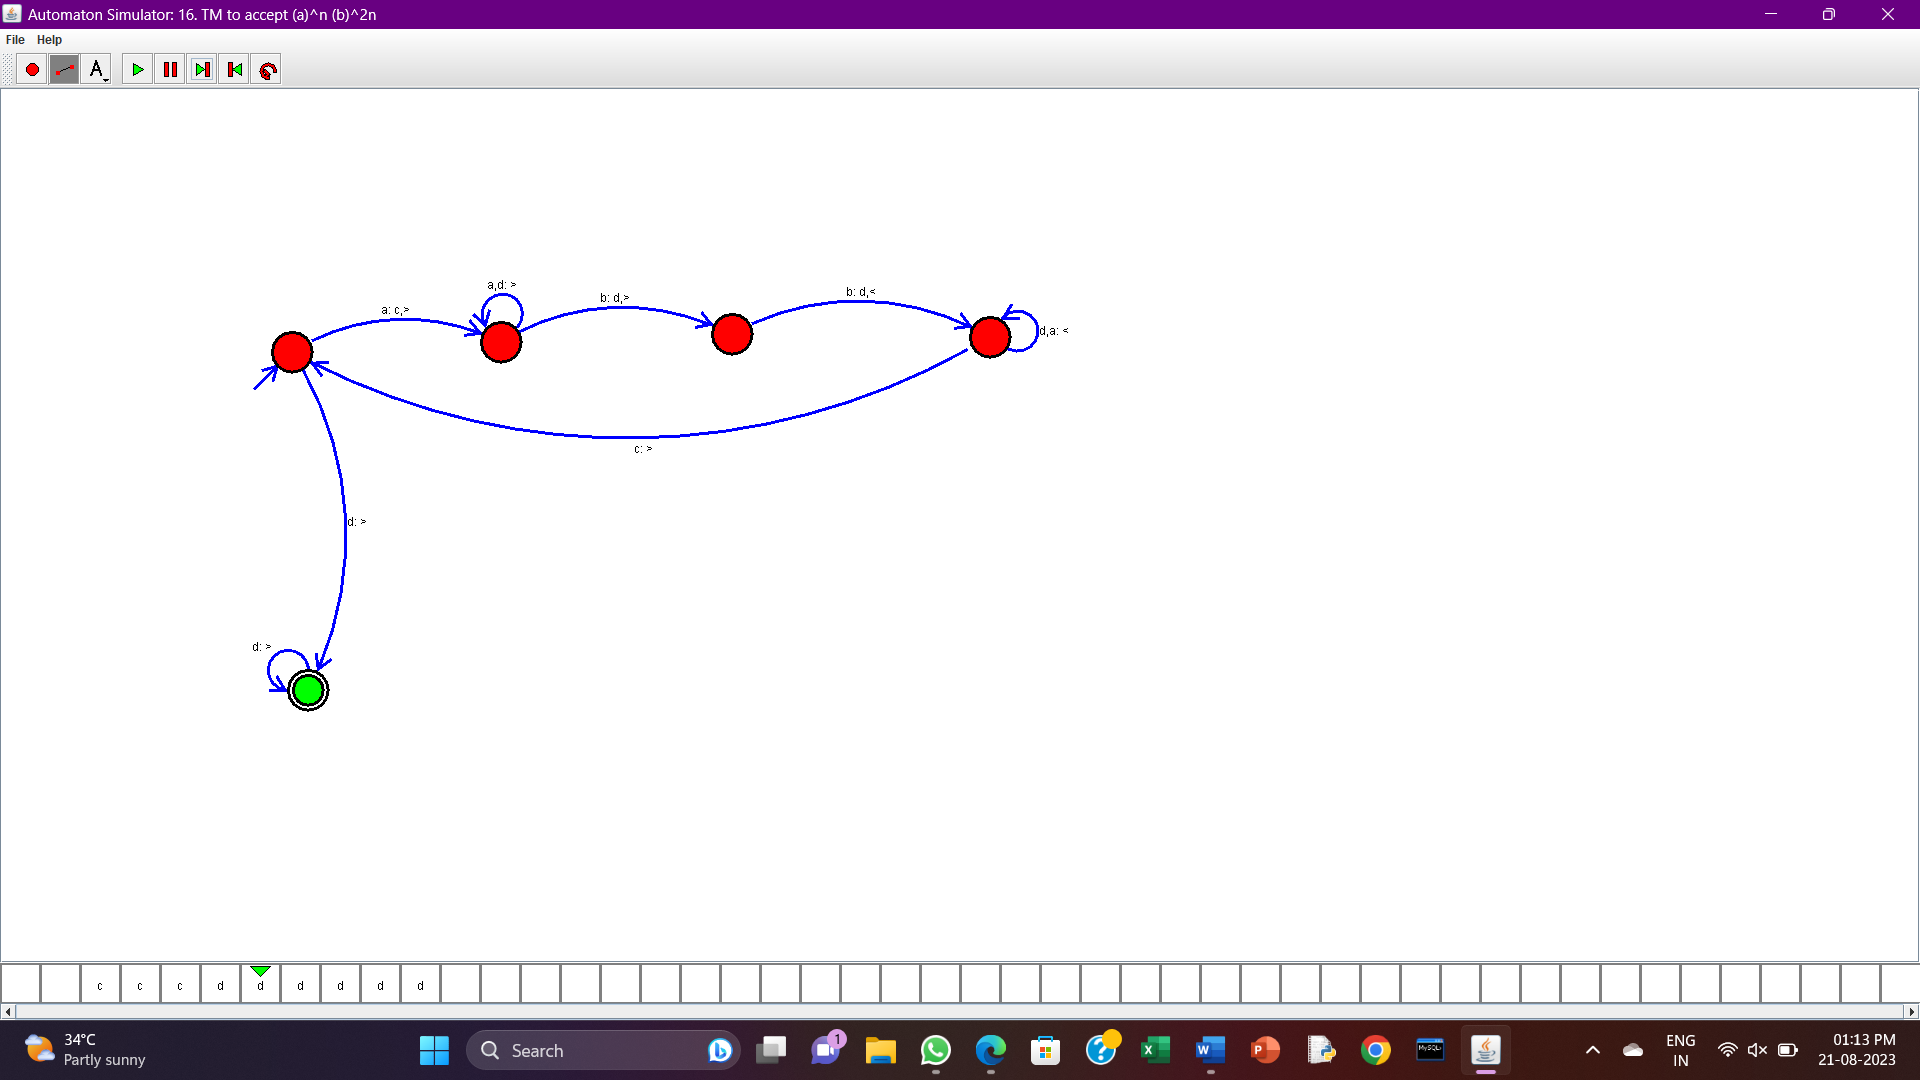 Automaton Simulator: 16. TM to accept (a)^n (b)^2n
File Help
A
a,d: >
b: d,<
b: d,>
a: c,>
d,a: <
c: >
d: >
d: >
c c c d d d d d d
34°C
Partly sunny
Search
1
X
W
P
MySQL
ENG
IN
01:13 PM
21-08-2023